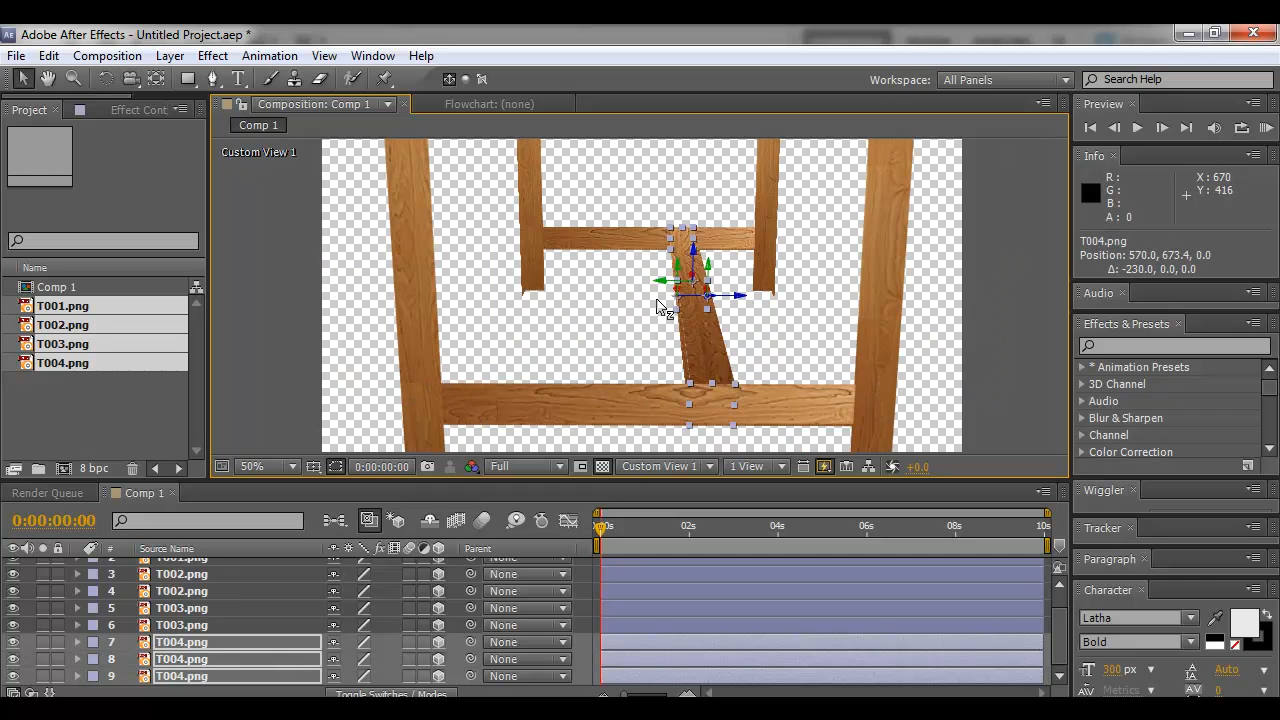 Adobe After Effects - Untitled Project.aep *
File Edit Composition Layer Effect Animation View Window Help
Workspace: All Panels Search Help
Project Effect Cont Composition: Comp 1 Flowchart: (none) Preview
Comp 1
Custom View 1
Info
R:
G:
B:
A: 0
X: 670
Y: 416
T004.png
Position: 570.0, 673.4, 0.0
Δ: -230.0, 0.0, 0.0
Name
Comp 1
T001.png
T002.png
T003.png
T004.png
Audio
Effects & Presets
* Animation Presets
3D Channel
Audio
Blur & Sharpen
Channel
Color Correction
8 bpc 50% 0:00:00:00 Full Custom View 1 1 View +0.0
Render Queue Comp 1 Wiggler
0:00:00:00 0s 02s 04s 06s 08s 10s Tracker
# Source Name fx Parent
T001.png None Paragraph
3 T002.png None
4 T002.png None Character
5 T003.png None
6 T003.png None Latha
7 T004.png None Bold
8 T004.png None
9 T004.png None 300 px Auto
Toggle Switches / Modes Metrics 0